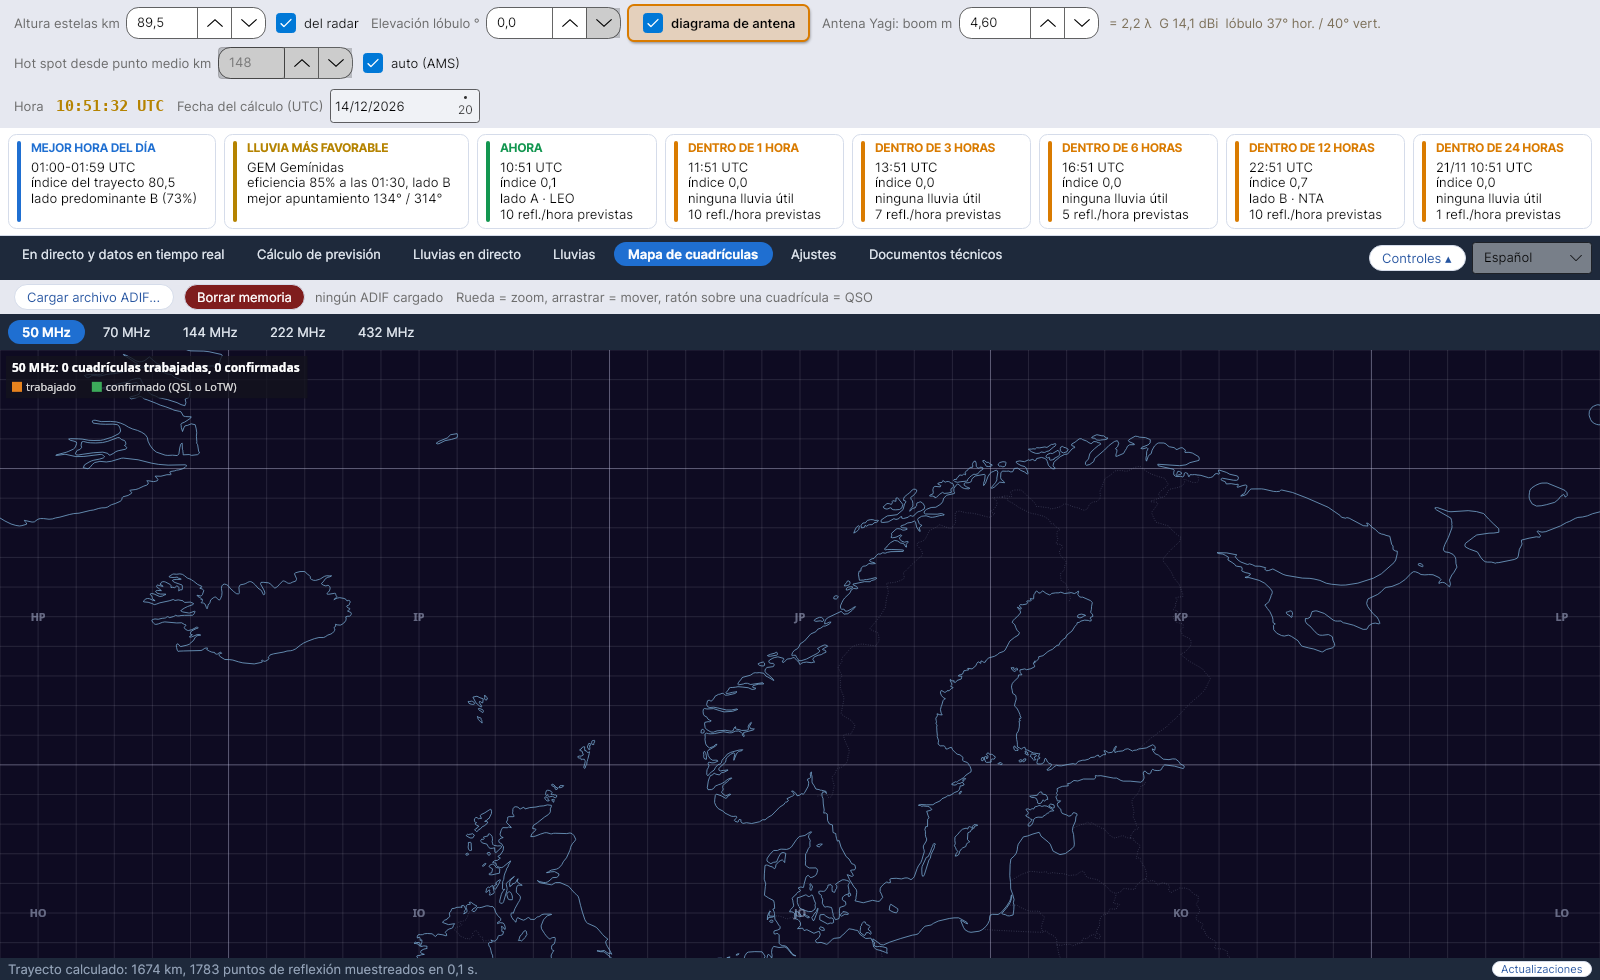 Altura estelas km 89,5 del radar Elevación lóbulo ° 0,0 diagrama de antena Antena Yagi: boom m 4,60 = 2,2 λ G 14,1 dBi lóbulo 37° hor. / 40° vert.
Hot spot desde punto medio km 148 auto (AMS)
Hora 10:51:32 UTC Fecha del cálculo (UTC) 14/12/2026 20
MEJOR HORA DEL DÍA
01:00-01:59 UTC
índice del trayecto 80,5
lado predominante B (73%)
LLUVIA MÁS FAVORABLE
GEM Gemínidas
eficiencia 85% a las 01:30, lado B
mejor apuntamiento 134° / 314°
AHORA
10:51 UTC
índice 0,1
lado A · LEO
10 refl./hora previstas
DENTRO DE 1 HORA
11:51 UTC
índice 0,0
ninguna lluvia útil
10 refl./hora previstas
DENTRO DE 3 HORAS
13:51 UTC
índice 0,0
ninguna lluvia útil
7 refl./hora previstas
DENTRO DE 6 HORAS
16:51 UTC
índice 0,0
ninguna lluvia útil
5 refl./hora previstas
DENTRO DE 12 HORAS
22:51 UTC
índice 0,7
lado B · NTA
10 refl./hora previstas
DENTRO DE 24 HORAS
21/11 10:51 UTC
índice 0,0
ninguna lluvia útil
1 refl./hora previstas
En directo y datos en tiempo real Cálculo de previsión Lluvias en directo Lluvias Mapa de cuadrículas Ajustes Documentos técnicos Controles ▴ Español
Cargar archivo ADIF... Borrar memoria ningún ADIF cargado Rueda = zoom, arrastrar = mover, ratón sobre una cuadrícula = QSO
50 MHz 70 MHz 144 MHz 222 MHz 432 MHz
50 MHz: 0 cuadrículas trabajadas, 0 confirmadas
trabajado confirmado (QSL o LoTW)
HP IP JP KP LP
HO IO JO KO LO
Trayecto calculado: 1674 km, 1783 puntos de reflexión muestreados en 0,1 s. Actualizaciones